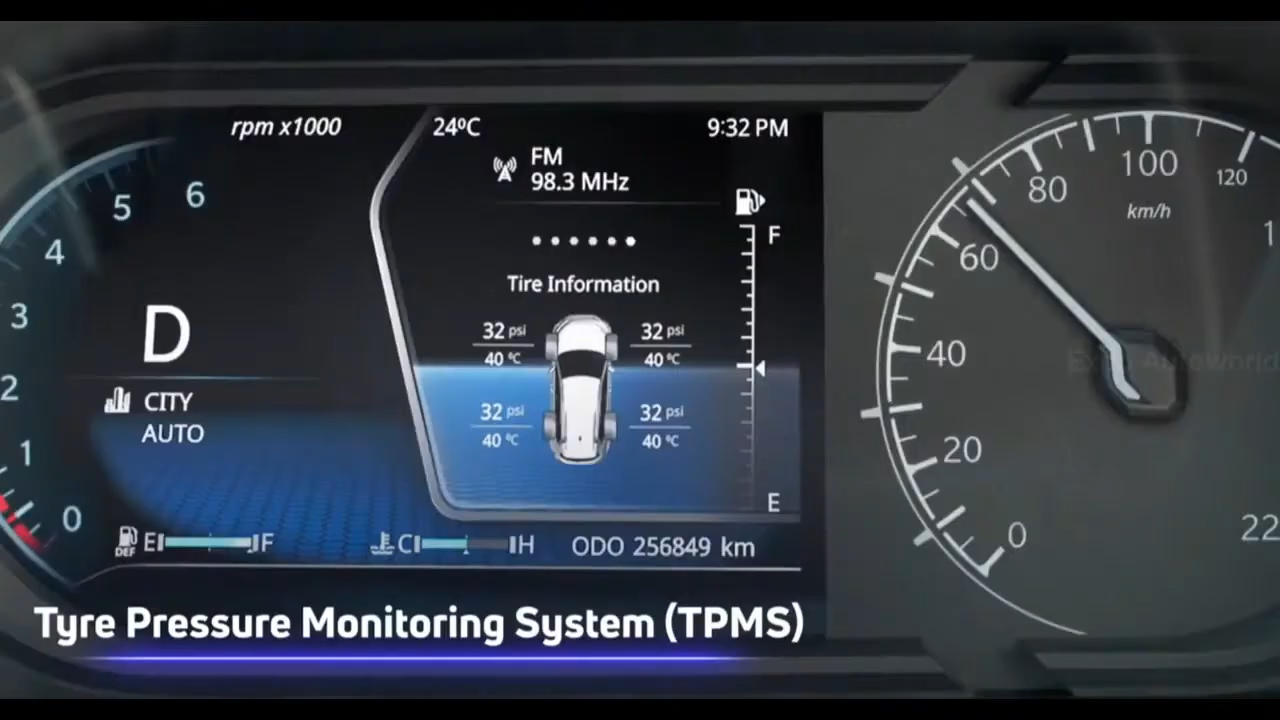 rpm x1000
24ºC
9:32 PM
FM
98.3 MHz
F
Tire Information
32 psi
40 ºC
32 psi
40 ºC
32 psi
40 ºC
32 psi
40 ºC
E
D
CITY
AUTO
6
5
4
3
2
1
0
DEF
E F
C H
ODO 256849 km
0
20
40
60
80
100
120
km/h
22
Tyre Pressure Monitoring System (TPMS)